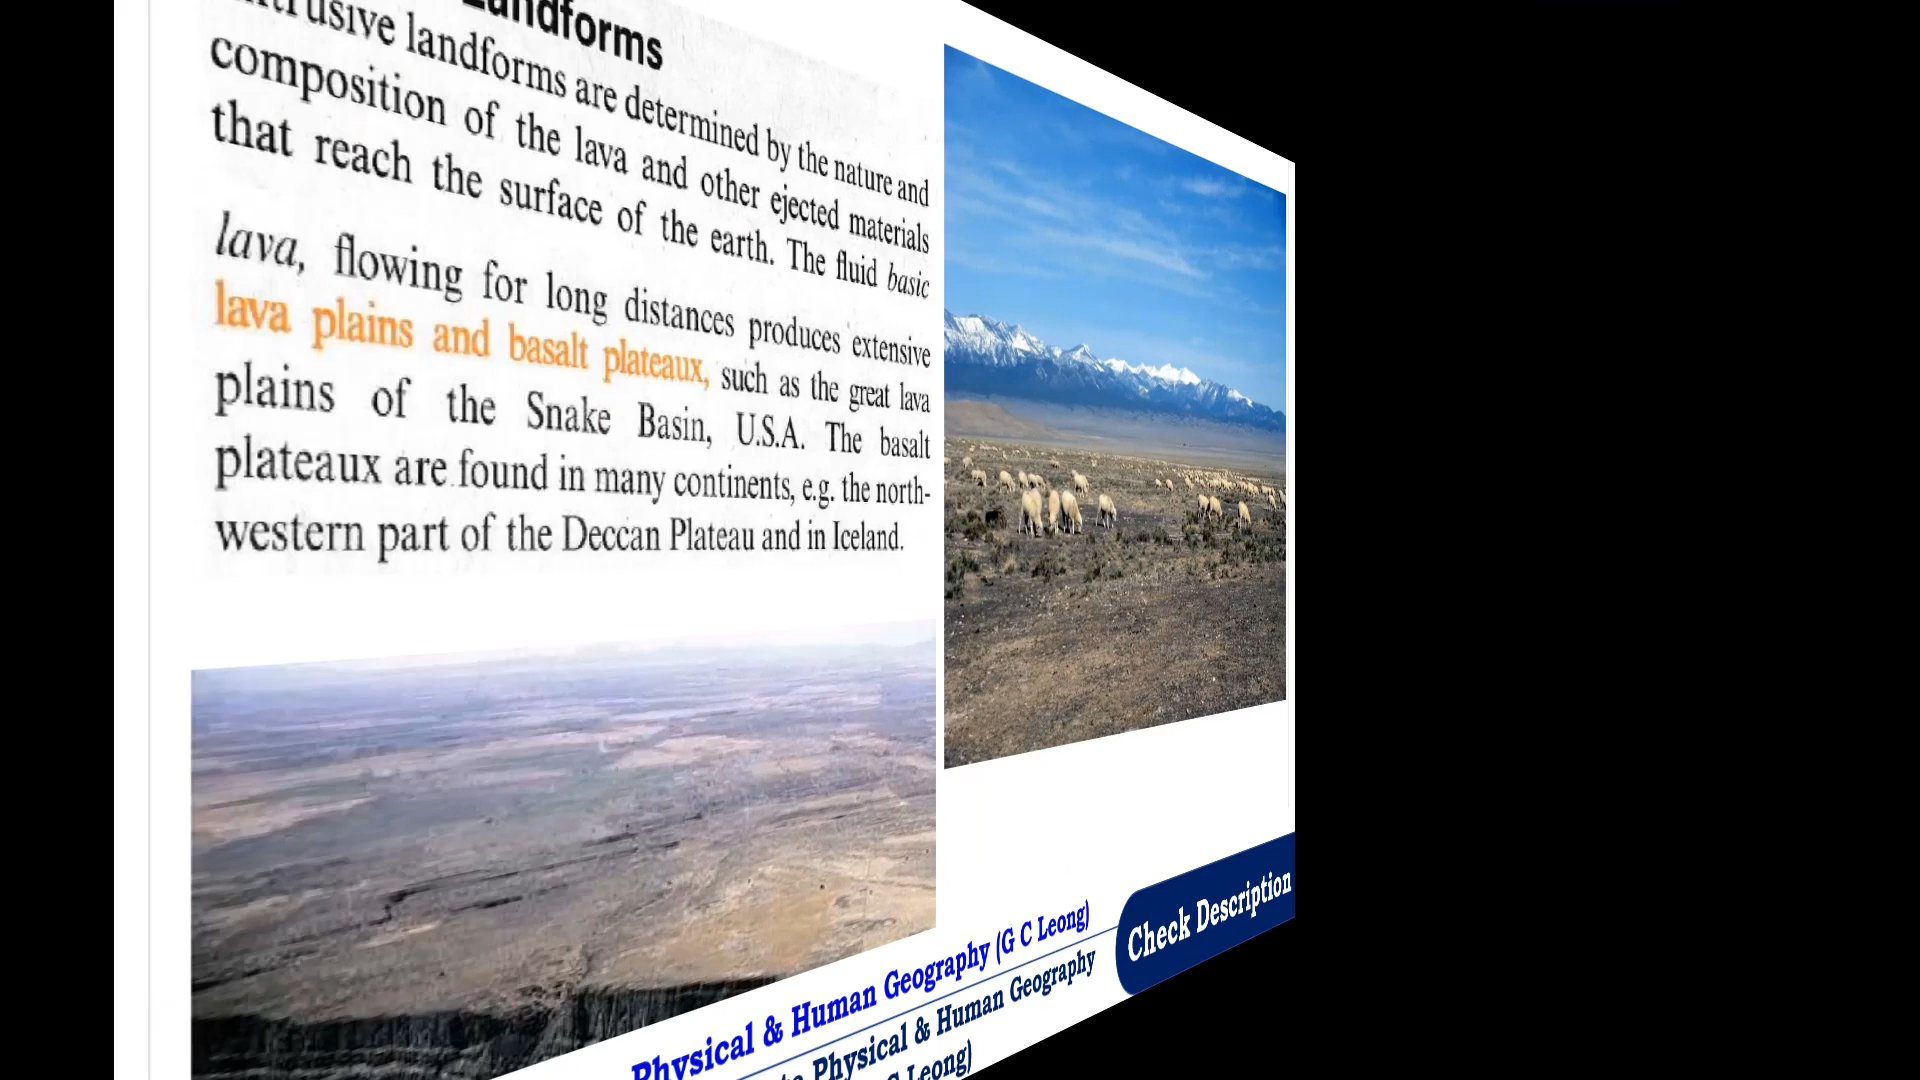 Landforms
landforms are determined by the nature and
composition of the lava and other ejected materials
that reach the surface of the earth. The fluid basic
lava, flowing for long distances produces extensive
lava plains and basalt plateaux, such as the great lava
plains of the Snake Basin, U.S.A. The basalt
plateaux are found in many continents, e.g. the north-
western part of the Deccan Plateau and in Iceland.
Physical & Human Geography (G C Leong)
Physical & Human Geography
Leong)
Check Description